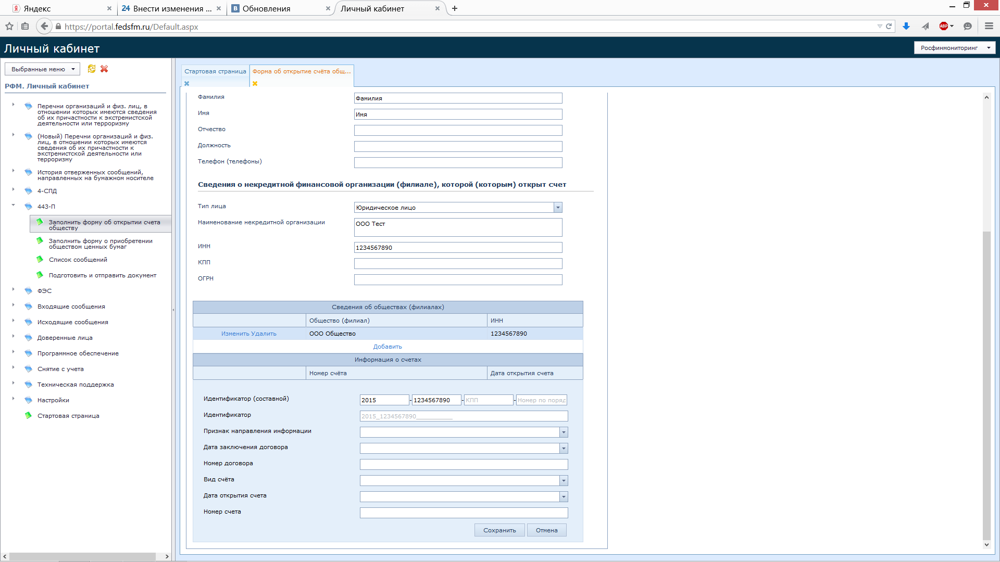 Яндекс
24 Внести изменения ...
Обновления
Личный кабинет
https://portal.fedsfm.ru/Default.aspx
ABP
Личный кабинет
Росфинмониторинг
Выбранные меню
РФМ. Личный кабинет
Перечни организаций и физ. лиц, в
отношении которых имеются сведения
об их причастности к экстремистской
деятельности или терроризму
(Новый) Перечни организаций и физ.
лиц, в отношении которых имеются
сведения об их причастности к
экстремистской деятельности или
терроризму
История отверженных сообщений,
направленных на бумажном носителе
4-СПД
443-П
Заполнить форму об открытии счета
обществу
Заполнить форму о приобретении
обществом ценных бумаг
Список сообщений
Подготовить и отправить документ
ФЭС
Входящие сообщения
Исходящие сообщения
Доверенные лица
Программное обеспечение
Снятие с учета
Техническая поддержка
Настройки
Стартовая страница
Стартовая страница
Форма об открытие счёта общ...
Фамилия Фамилия
Имя Имя
Отчество
Должность
Телефон (телефоны)
Сведения о некредитной финансовой организации (филиале), которой (которым) открыт счет
Тип лица Юридическое лицо
Наименование некредитной организации ООО Тест
ИНН 1234567890
КПП
ОГРН
Сведения об обществах (филиалах)
Общество (филиал) ИНН
Изменить Удалить ООО Общество 1234567890
Добавить
Информация о счетах
Номер счёта Дата открытия счета
Идентификатор (составной) 2015 - 1234567890 - КПП - Номер по поряд
Идентификатор 2015_1234567890___________
Признак направления информации
Дата заключения договора
Номер договора
Вид счёта
Дата открытия счета
Номер счета
Сохранить Отмена